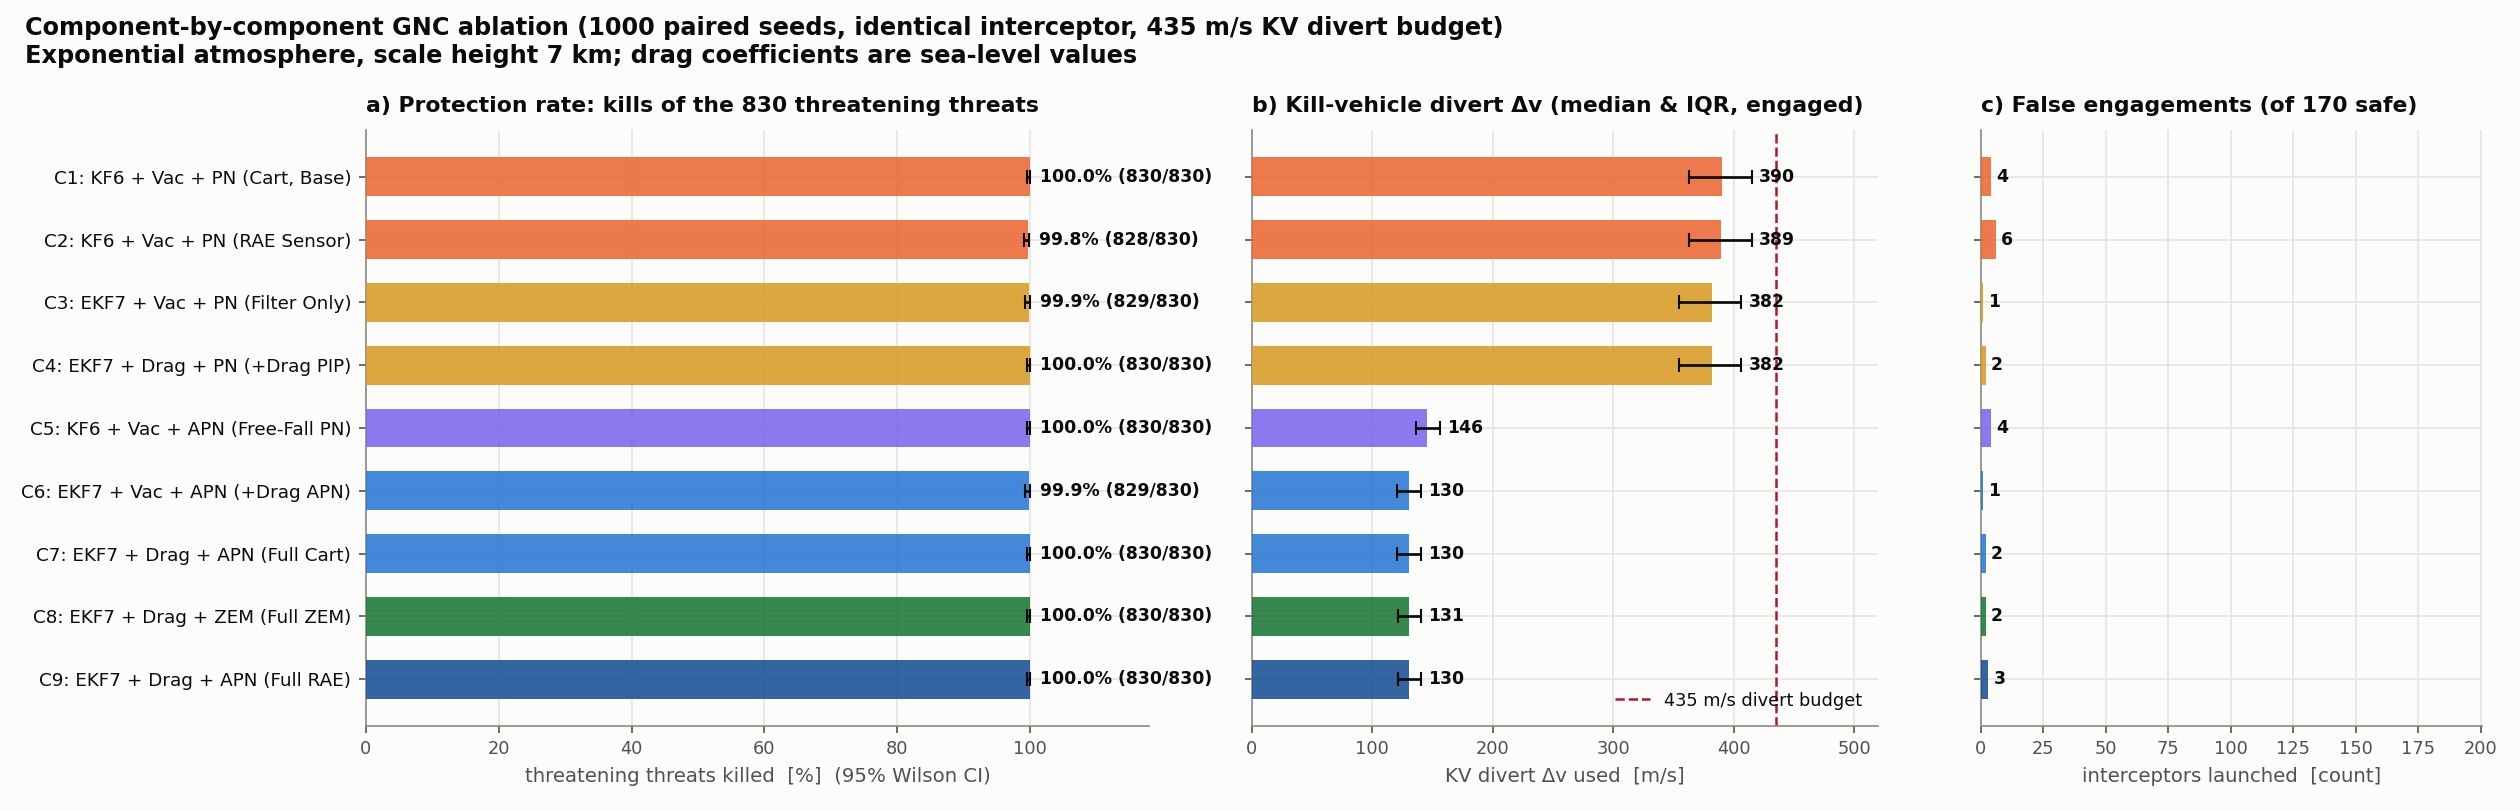 Component-by-component GNC ablation (1000 paired seeds, identical interceptor, 435 m/s KV divert budget)
Exponential atmosphere, scale height 7 km; drag coefficients are sea-level values
a) Protection rate: kills of the 830 threatening threats
C1: KF6 + Vac + PN (Cart, Base)
100.0% (830/830)
C2: KF6 + Vac + PN (RAE Sensor)
99.8% (828/830)
C3: EKF7 + Vac + PN (Filter Only)
99.9% (829/830)
C4: EKF7 + Drag + PN (+Drag PIP)
100.0% (830/830)
C5: KF6 + Vac + APN (Free-Fall PN)
100.0% (830/830)
C6: EKF7 + Vac + APN (+Drag APN)
99.9% (829/830)
C7: EKF7 + Drag + APN (Full Cart)
100.0% (830/830)
C8: EKF7 + Drag + ZEM (Full ZEM)
100.0% (830/830)
C9: EKF7 + Drag + APN (Full RAE)
100.0% (830/830)
0 20 40 60 80 100
threatening threats killed [%] (95% Wilson CI)
b) Kill-vehicle divert Δv (median & IQR, engaged)
390
389
382
382
146
130
130
131
130
435 m/s divert budget
0 100 200 300 400 500
KV divert Δv used [m/s]
c) False engagements (of 170 safe)
4
6
1
2
4
1
2
2
3
0 25 50 75 100 125 150 175 200
interceptors launched [count]